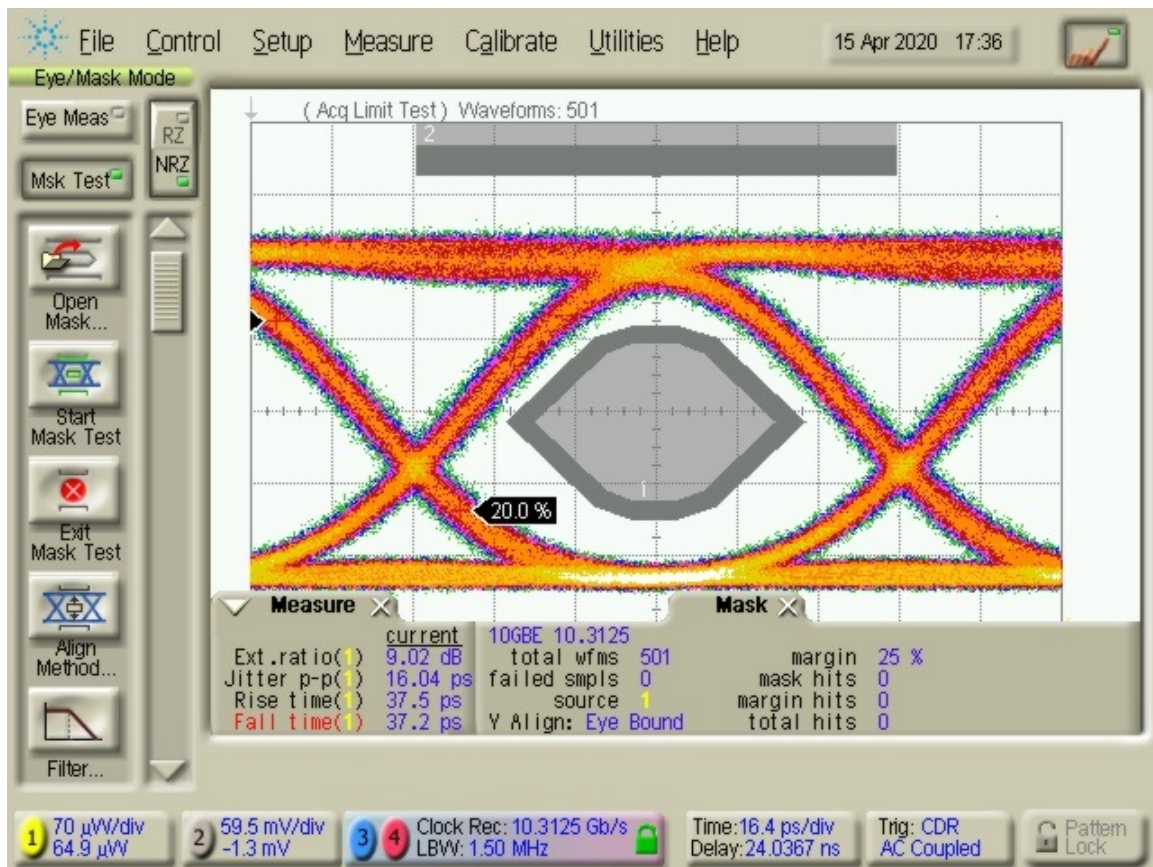 File Control Setup Measure Calibrate Utilities Help 15 Apr 2020 17:36
Eye/Mask Mode
Eye Meas
RZ
NRZ
Msk Test
Open
Mask...
Start
Mask Test
Exit
Mask Test
Align
Method...
Filter...
( Acq Limit Test ) Waveforms: 501
2
1
20.0 %
Measure
current
Ext.ratio(1) 9.02 dB
Jitter p-p(1) 16.04 ps
Rise time(1) 37.5 ps
Fall time(1) 37.2 ps
Mask
10GBE 10.3125
total wfms 501 margin 25 %
failed smpls 0 mask hits 0
source 1 margin hits 0
Y Align: Eye Bound total hits 0
1 70 µW/div
64.9 µW
2 59.5 mV/div
-1.3 mV
3 4 Clock Rec: 10.3125 Gb/s
LBW: 1.50 MHz
Time:16.4 ps/div
Delay:24.0367 ns
Trig: CDR
AC Coupled
Pattern
Lock